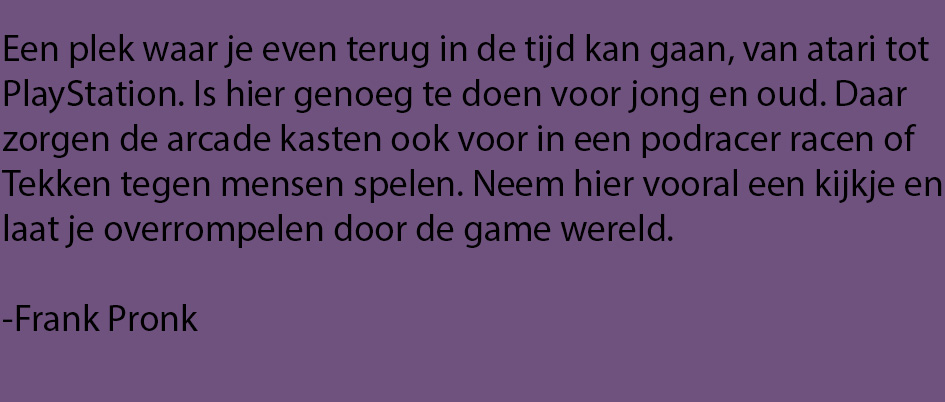 Een plek waar je even terug in de tijd kan gaan, van atari tot
PlayStation. Is hier genoeg te doen voor jong en oud. Daar
zorgen de arcade kasten ook voor in een podracer racen of
Tekken tegen mensen spelen. Neem hier vooral een kijkje en
laat je overrompelen door de game wereld.
-Frank Pronk